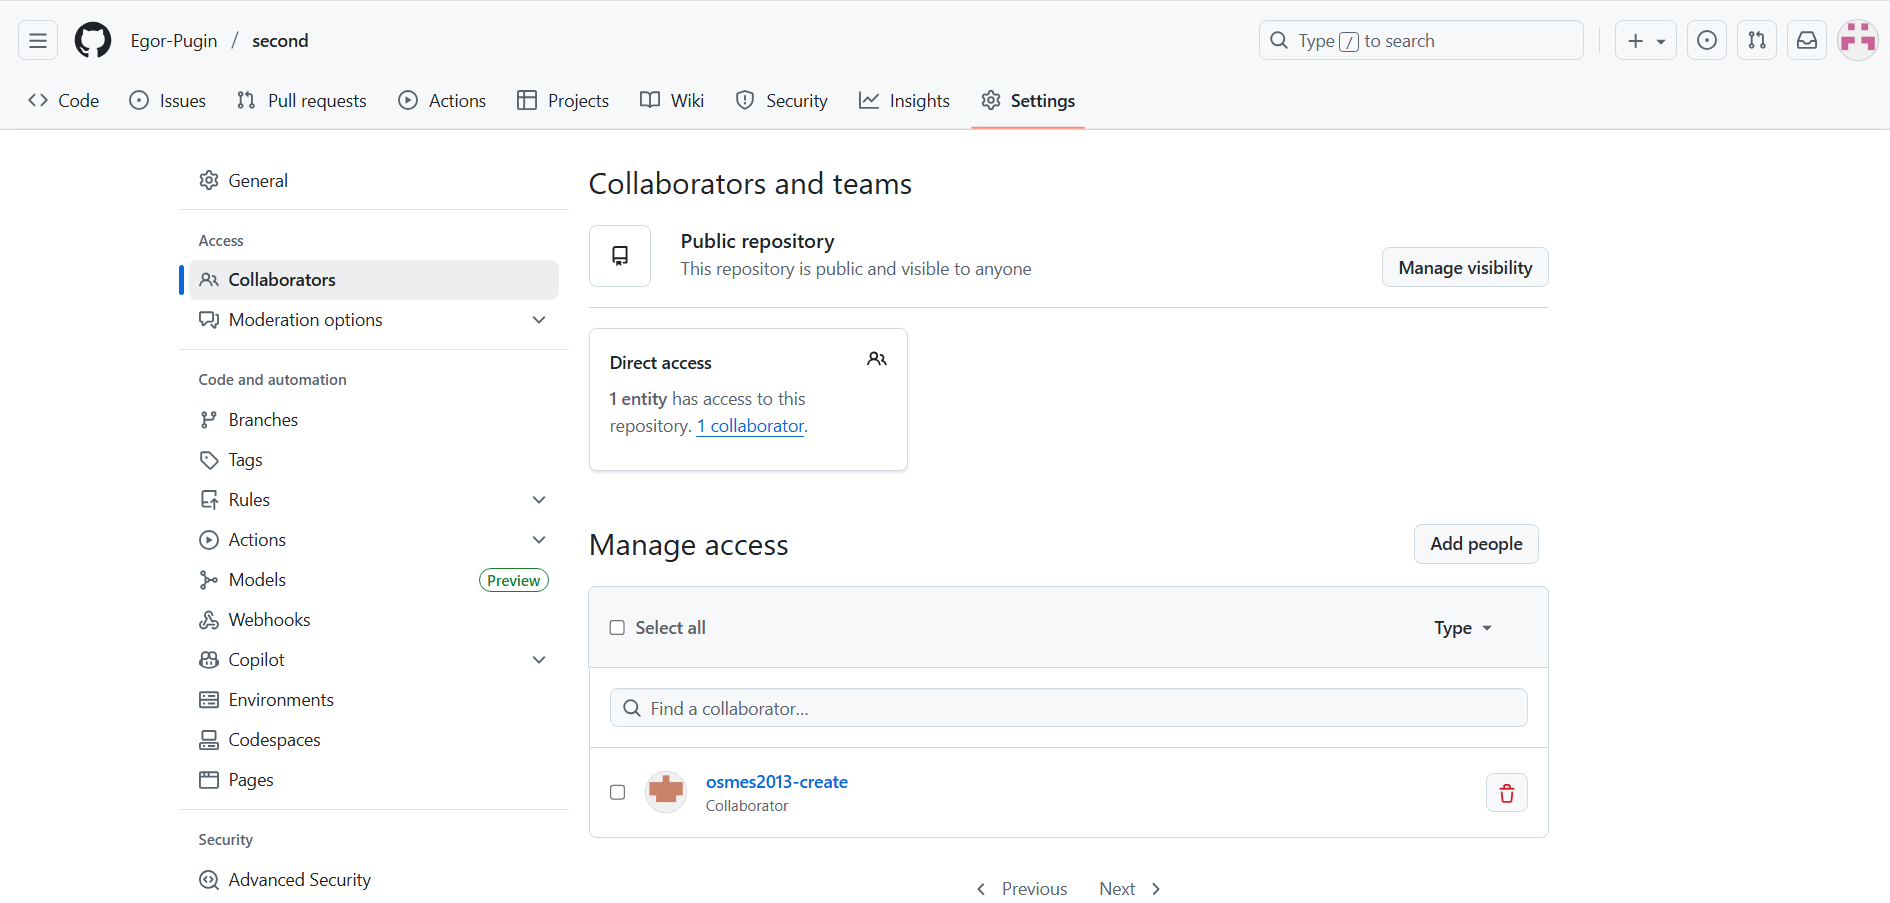 Egor-Pugin / second
Type / to search
Code Issues Pull requests Actions Projects Wiki Security Insights Settings
General
Access
Collaborators
Moderation options
Code and automation
Branches
Tags
Rules
Actions
Models Preview
Webhooks
Copilot
Environments
Codespaces
Pages
Security
Advanced Security
Collaborators and teams
Public repository
This repository is public and visible to anyone
Manage visibility
Direct access
1 entity has access to this
repository. 1 collaborator.
Manage access
Add people
Select all
Type
Find a collaborator...
osmes2013-create
Collaborator
Previous Next